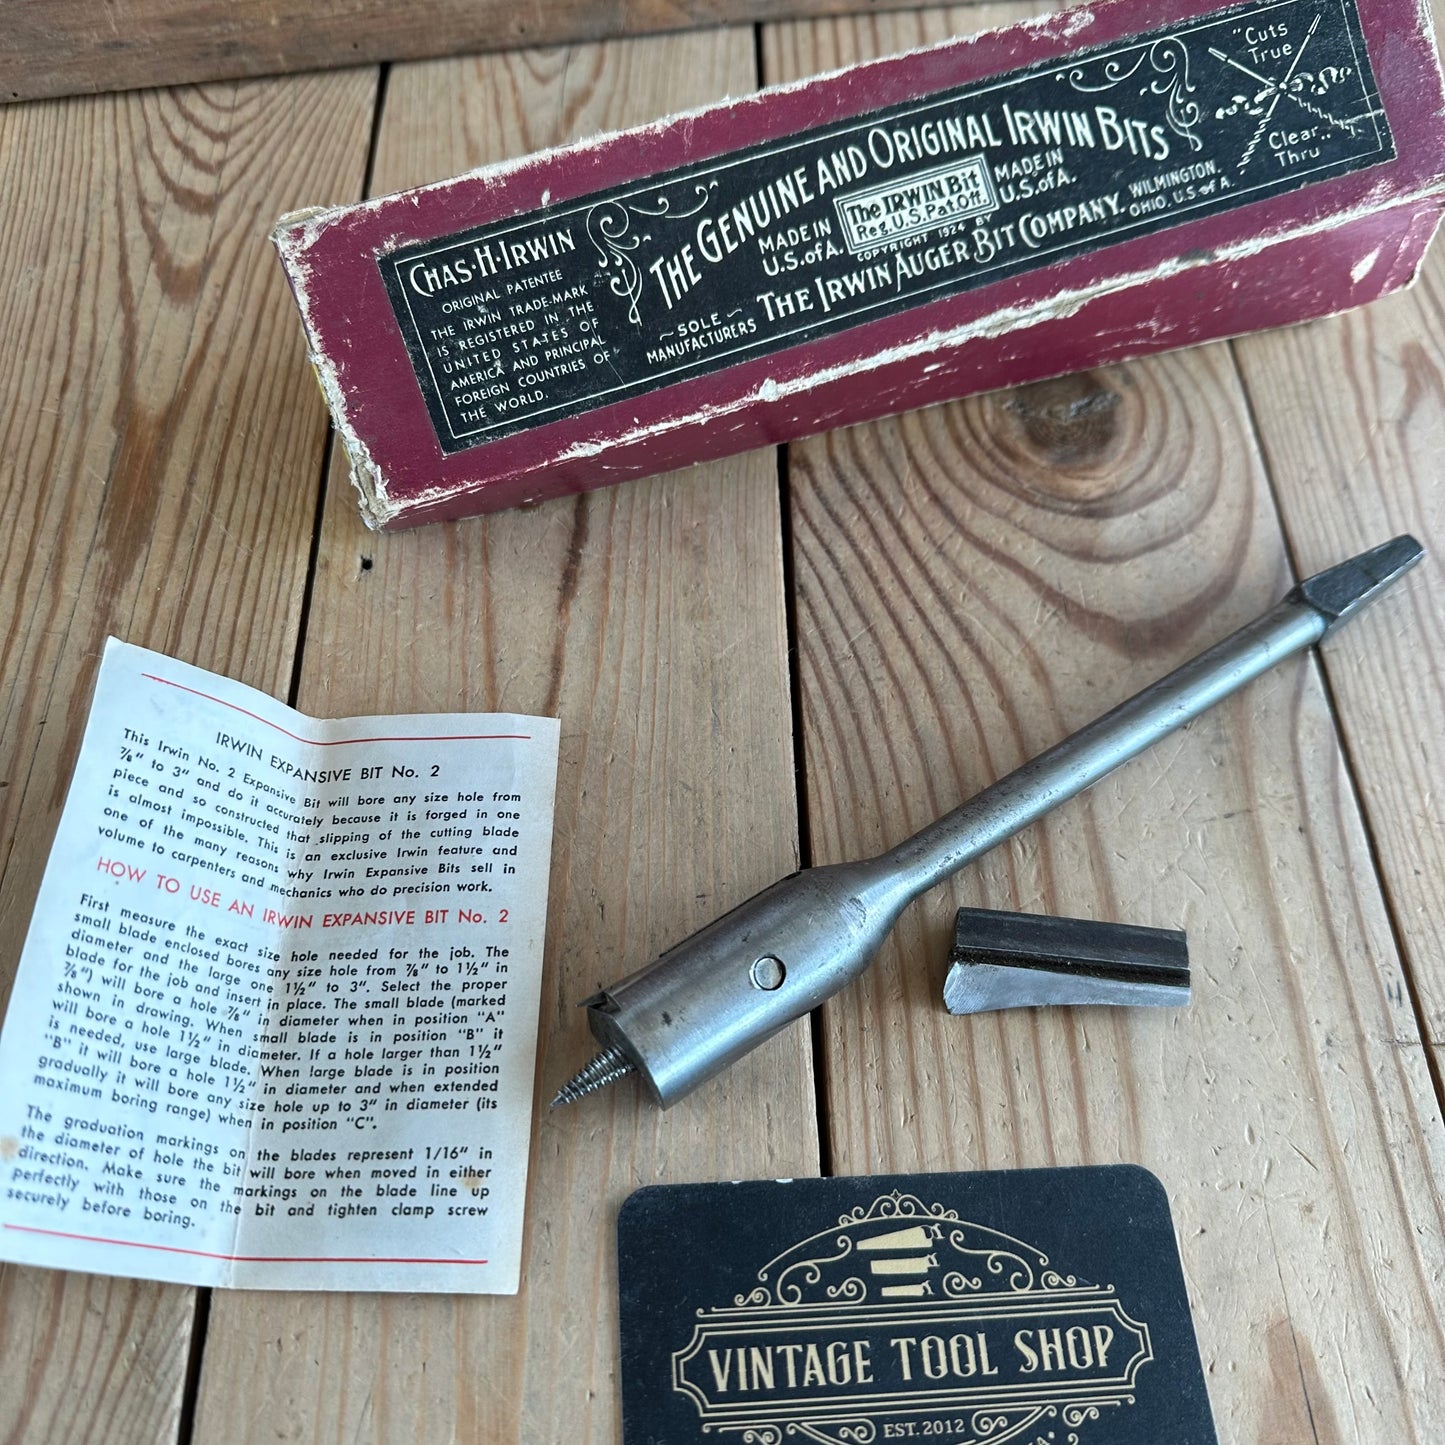 "Cuts
True
Clear
Thru"
CHAS·H·IRWIN
ORIGINAL PATENTEE
THE IRWIN TRADE-MARK
IS REGISTERED IN THE
UNITED STATES OF
AMERICA AND PRINCIPAL
FOREIGN COUNTRIES OF
THE WORLD.
THE GENUINE AND ORIGINAL IRWIN BITS
MADE IN
U.S.ofA.
The IRWIN Bit
Reg.U.S.Pat.Off.
MADE IN
U.S.ofA.
COPYRIGHT 1924 BY
~SOLE~
MANUFACTURERS
THE IRWIN AUGER BIT COMPANY.
WILMINGTON.
OHIO, U.S of A.
IRWIN EXPANSIVE BIT No. 2
This Irwin No. 2 Expansive Bit will bore any size hole from
⅞" to 3" and do it accurately because it is forged in one
piece and so constructed that slipping of the cutting blade
is almost impossible. This is an exclusive Irwin feature and
one of the many reasons why Irwin Expansive Bits sell in
volume to carpenters and mechanics who do precision work.
HOW TO USE AN IRWIN EXPANSIVE BIT No. 2
First measure the exact size hole needed for the job. The
small blade enclosed bores any size hole from ⅞" to 1½" in
diameter and the large one 1½" to 3". Select the proper
blade for the job and insert in place. The small blade (marked
⅞") will bore a hole ⅞" in diameter when in position "A"
shown in drawing. When small blade is in position "B" it
will bore a hole 1½" in diameter. If a hole larger than 1½"
is needed, use large blade. When large blade is in position
"B" it will bore a hole 1½" in diameter and when extended
gradually it will bore any size hole up to 3" in diameter (its
maximum boring range) when in position "C".
The graduation markings on the blades represent 1/16" in
the diameter of hole the bit will bore when moved in either
direction. Make sure the markings on the blade line up
perfectly with those on the bit and tighten clamp screw
securely before boring.
VINTAGE TOOL SHOP
EST.2012